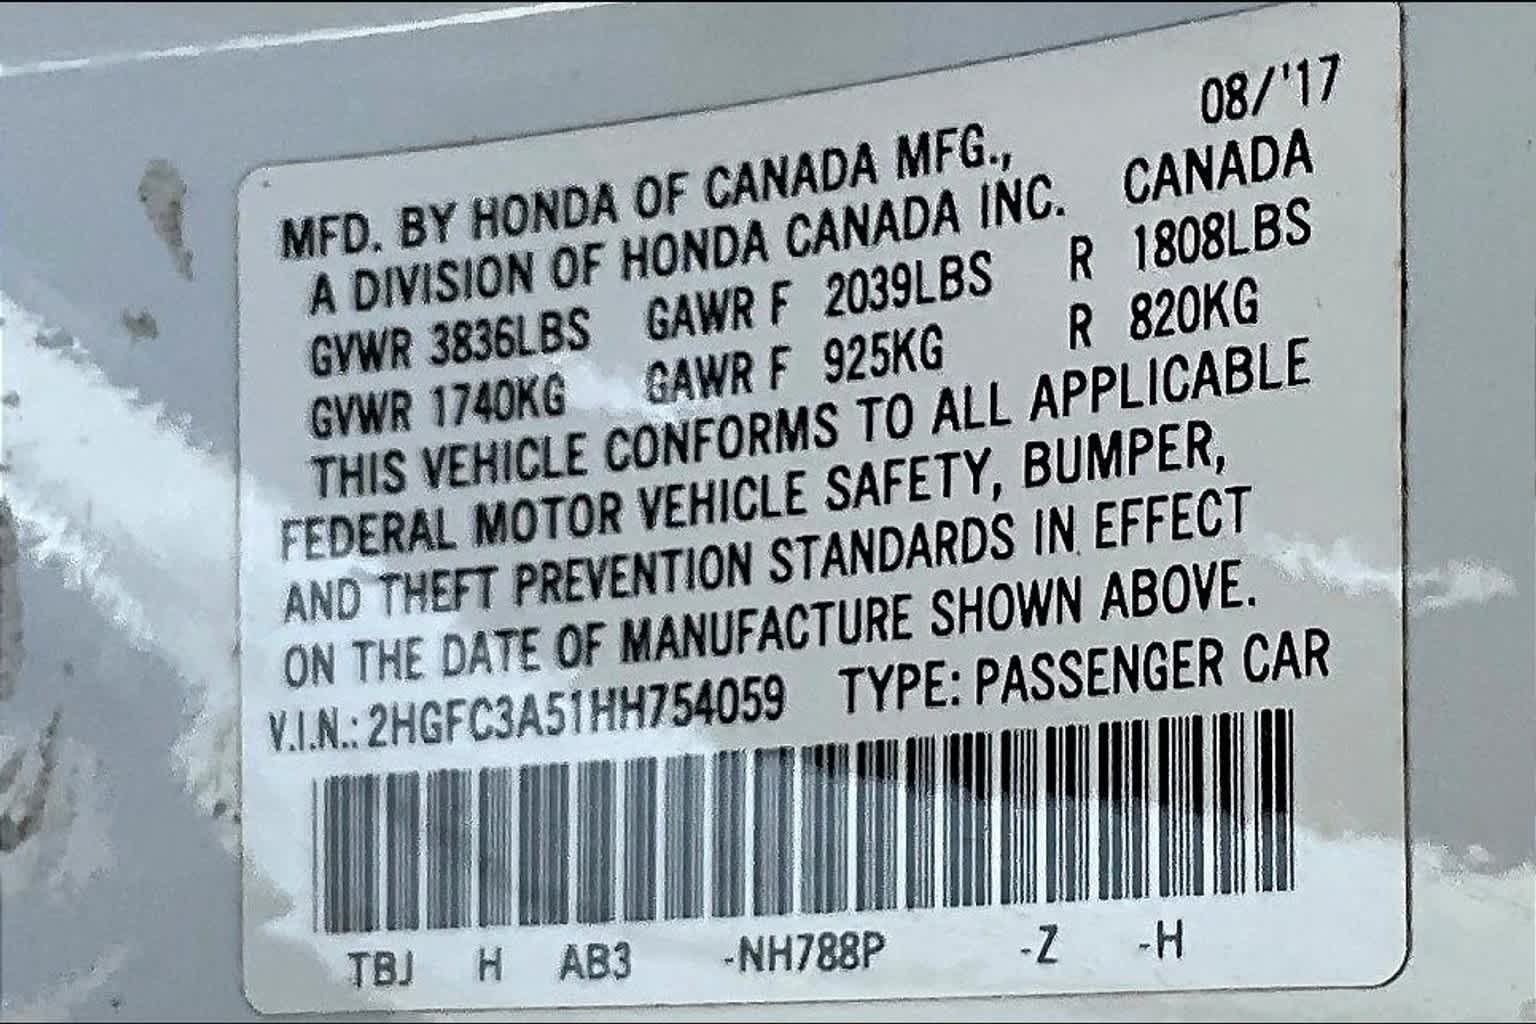 08/'17
MFD. BY HONDA OF CANADA MFG.,
A DIVISION OF HONDA CANADA INC. CANADA
GVWR 3836LBS GAWR F 2039LBS R 1808LBS
GVWR 1740KG GAWR F 925KG R 820KG
THIS VEHICLE CONFORMS TO ALL APPLICABLE
FEDERAL MOTOR VEHICLE SAFETY, BUMPER,
AND THEFT PREVENTION STANDARDS IN EFFECT
ON THE DATE OF MANUFACTURE SHOWN ABOVE.
V.I.N.: 2HGFC3A51HH754059 TYPE: PASSENGER CAR
TBJ H AB3 -NH788P -Z -H